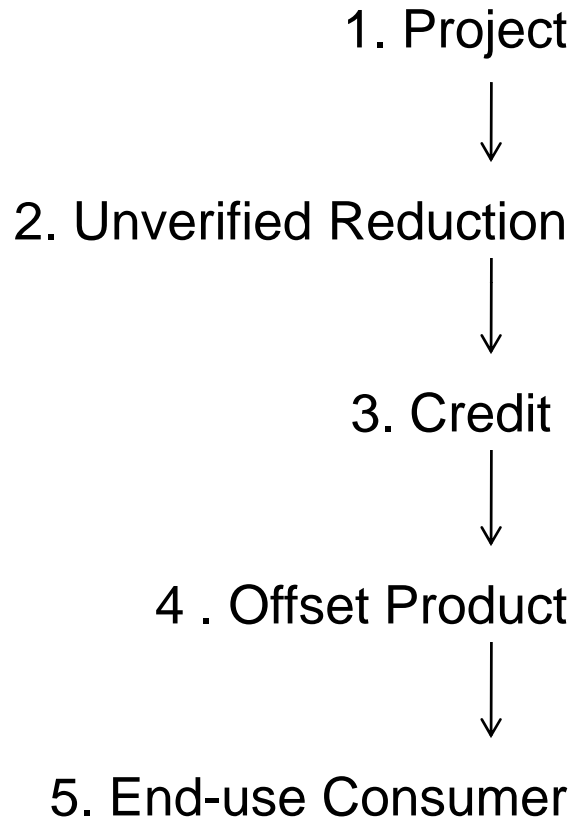 1. Project
2. Unverified Reduction
3. Credit
4 . Offset Product
5. End-use Consumer